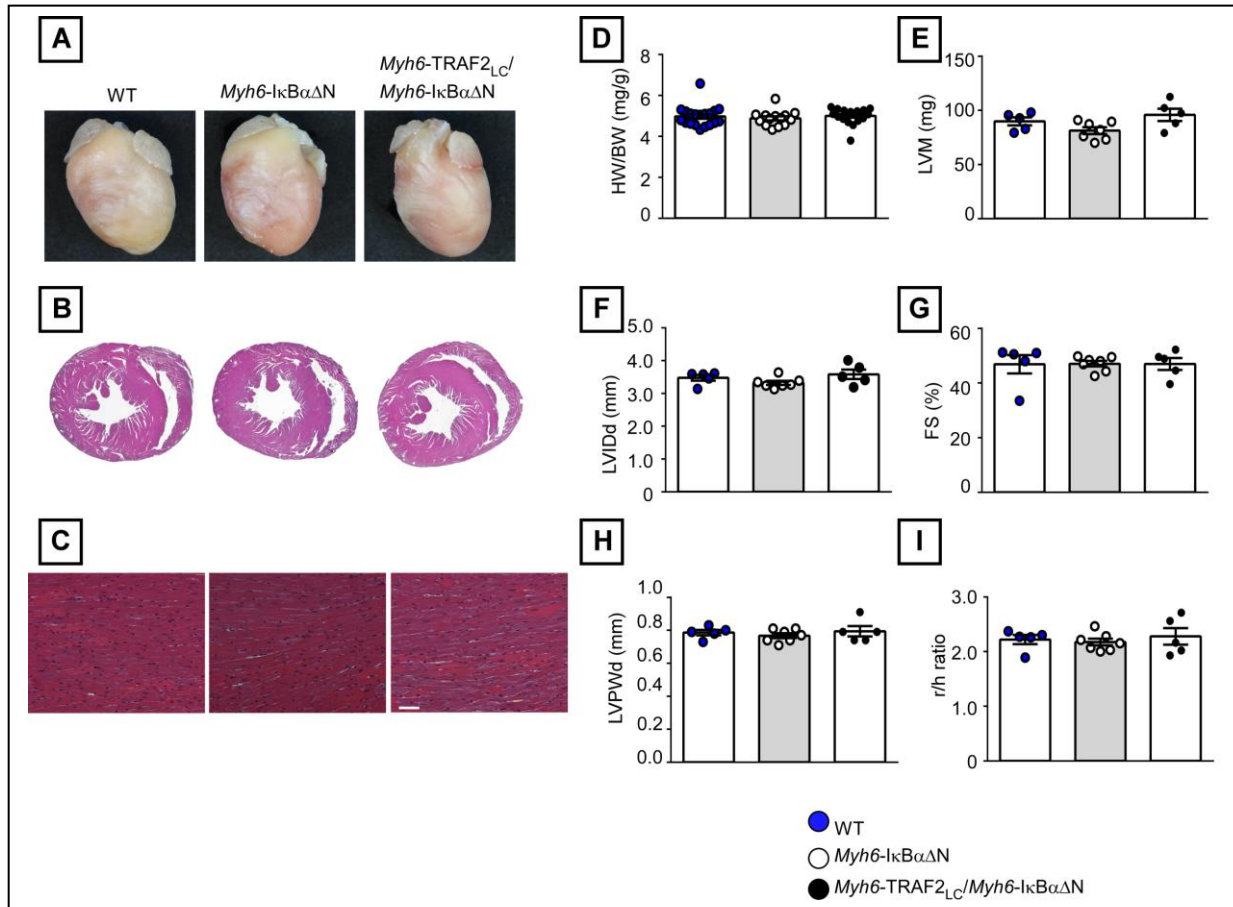 A
WT
Myh6-IκBαΔN
Myh6-TRAF2LC/
Myh6-IκBαΔN
B
C
D
HW/BW (mg/g)
8
6
4
2
0
E
LVM (mg)
150
100
50
0
F
LVIDd (mm)
5.0
4.0
3.0
2.0
1.0
0
G
FS (%)
60
40
20
0
H
LVPWd (mm)
1.0
0.8
0.6
0.4
0.2
0.0
I
r/h ratio
3.0
2.0
1.0
0
WT
Myh6-IκBαΔN
Myh6-TRAF2LC/Myh6-IκBαΔN